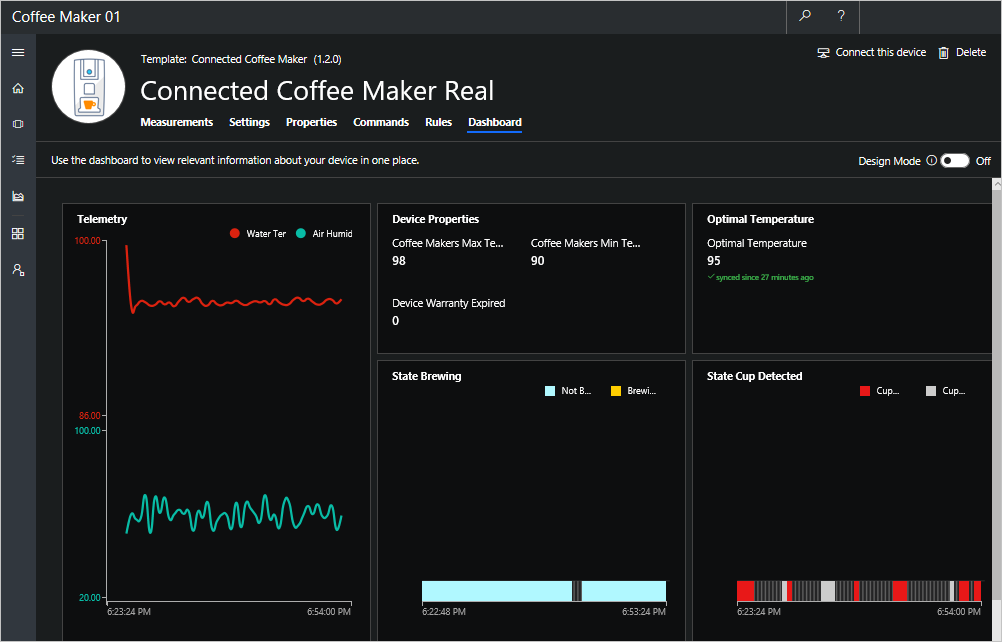 Coffee Maker 01
?
Template: Connected Coffee Maker (1.2.0)
Connect this device
Delete
Connected Coffee Maker Real
Measurements Settings Properties Commands Rules Dashboard
Use the dashboard to view relevant information about your device in one place.
Design Mode
Off
Telemetry
Water Ter
Air Humid
100.00
86.00
100.00
20.00
6:23:24 PM
6:54:00 PM
Device Properties
Coffee Makers Max Te...
98
Coffee Makers Min Te...
90
Device Warranty Expired
0
Optimal Temperature
Optimal Temperature
95
synced since 27 minutes ago
State Brewing
Not B...
Brewi...
6:22:48 PM
6:53:24 PM
State Cup Detected
Cup...
Cup...
6:23:24 PM
6:54:00 PM